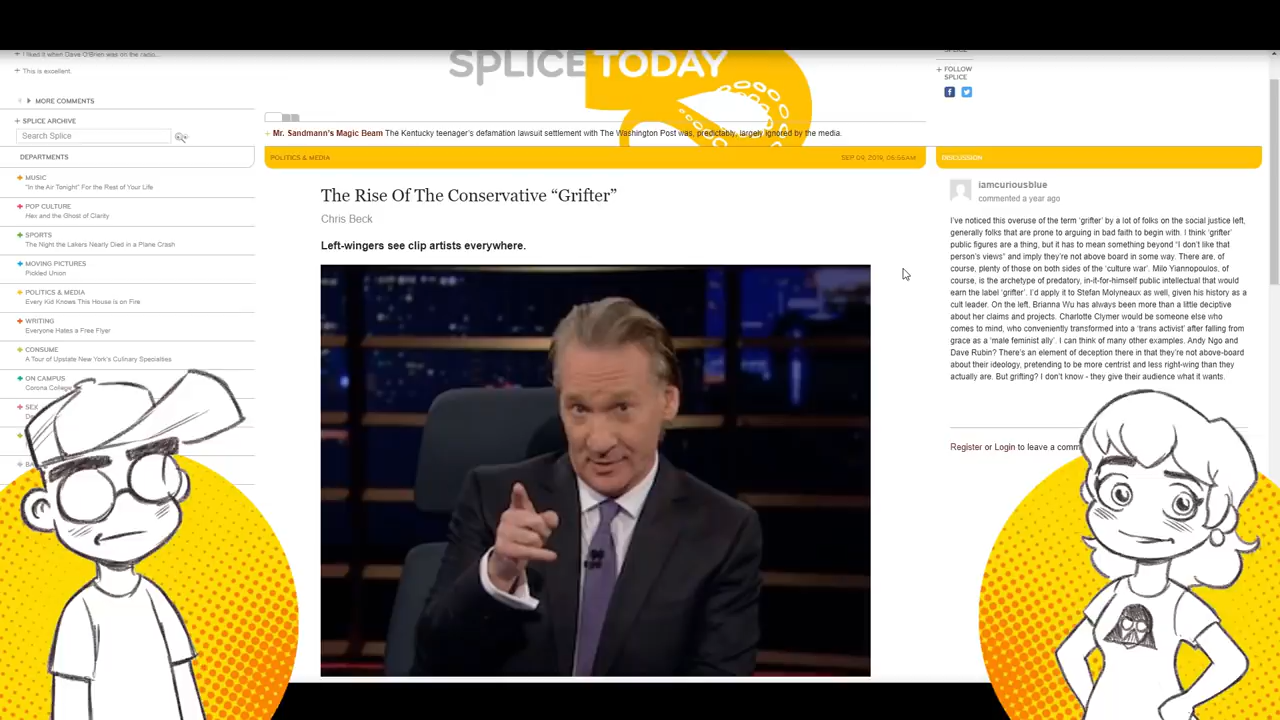 + I liked it when Dave O'Brien was on the radio...
+ This is excellent.
MORE COMMENTS
+ SPLICE ARCHIVE
Search Splice
DEPARTMENTS
+ MUSIC
"In the Air Tonight" For the Rest of Your Life
+ POP CULTURE
Hex and the Ghost of Clarity
+ SPORTS
The Night the Lakers Nearly Died in a Plane Crash
+ MOVING PICTURES
Pickled Union
+ POLITICS & MEDIA
Every Kid Knows This House is on Fire
+ WRITING
Everyone Hates a Free Flyer
+ CONSUME
A Tour of Upstate New York's Culinary Specialties
+ ON CAMPUS
Corona College
+ SEX
SPLICE TODAY
+ Mr. Sandmann's Magic Beam The Kentucky teenager's defamation lawsuit settlement with The Washington Post was, predictably, largely ignored by the media.
POLITICS & MEDIA
SEP 09, 2019, 05:56AM
The Rise Of The Conservative “Grifter”
Chris Beck
Left-wingers see clip artists everywhere.
SPLICE
+ FOLLOW
SPLICE
DISCUSSION
iamcuriousblue
commented a year ago
I've noticed this overuse of the term 'grifter' by a lot of folks on the social justice left,
generally folks that are prone to arguing in bad faith to begin with. I think 'grifter'
public figures are a thing, but it has to mean something beyond "I don't like that
person's views" and imply they're not above board in some way. There are, of
course, plenty of those on both sides of the 'culture war'. Milo Yiannopoulos, of
course, is the archetype of predatory, in-it-for-himself public intellectual that would
earn the label 'grifter'. I'd apply it to Stefan Molyneaux as well, given his history as a
cult leader. On the left, Brianna Wu has always been more than a little deciptive
about her claims and projects. Charlotte Clymer would be someone else who
comes to mind, who conveniently transformed into a 'trans activist' after falling from
grace as a 'male feminist ally'. I can think of many other examples. Andy Ngo and
Dave Rubin? There's an element of deception there in that they're not above-board
about their ideology, pretending to be more centrist and less right-wing than they
actually are. But grifting? I don't know - they give their audience what it wants.
Register or Login to leave a comm